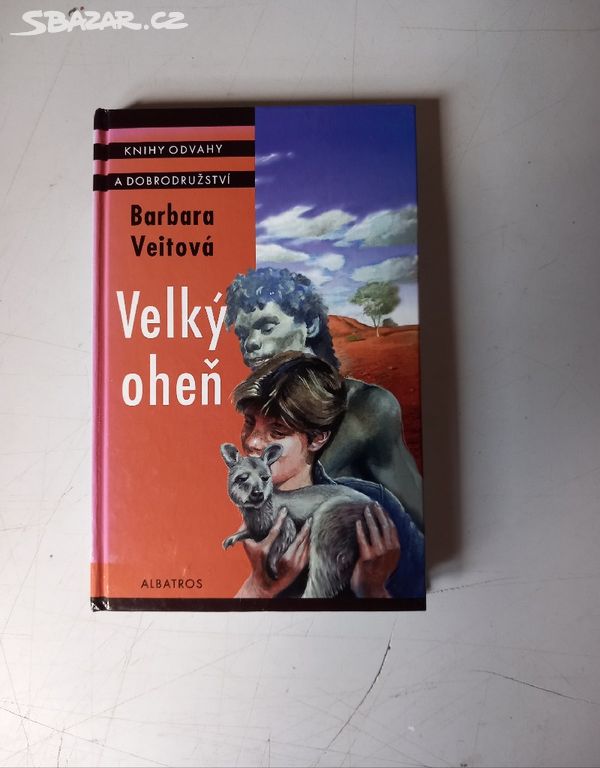 SBAZAR.CZ
KNIHY ODVAHY
A DOBRODRUŽSTVÍ
Barbara
Veitová
Velký
oheň
ALBATROS